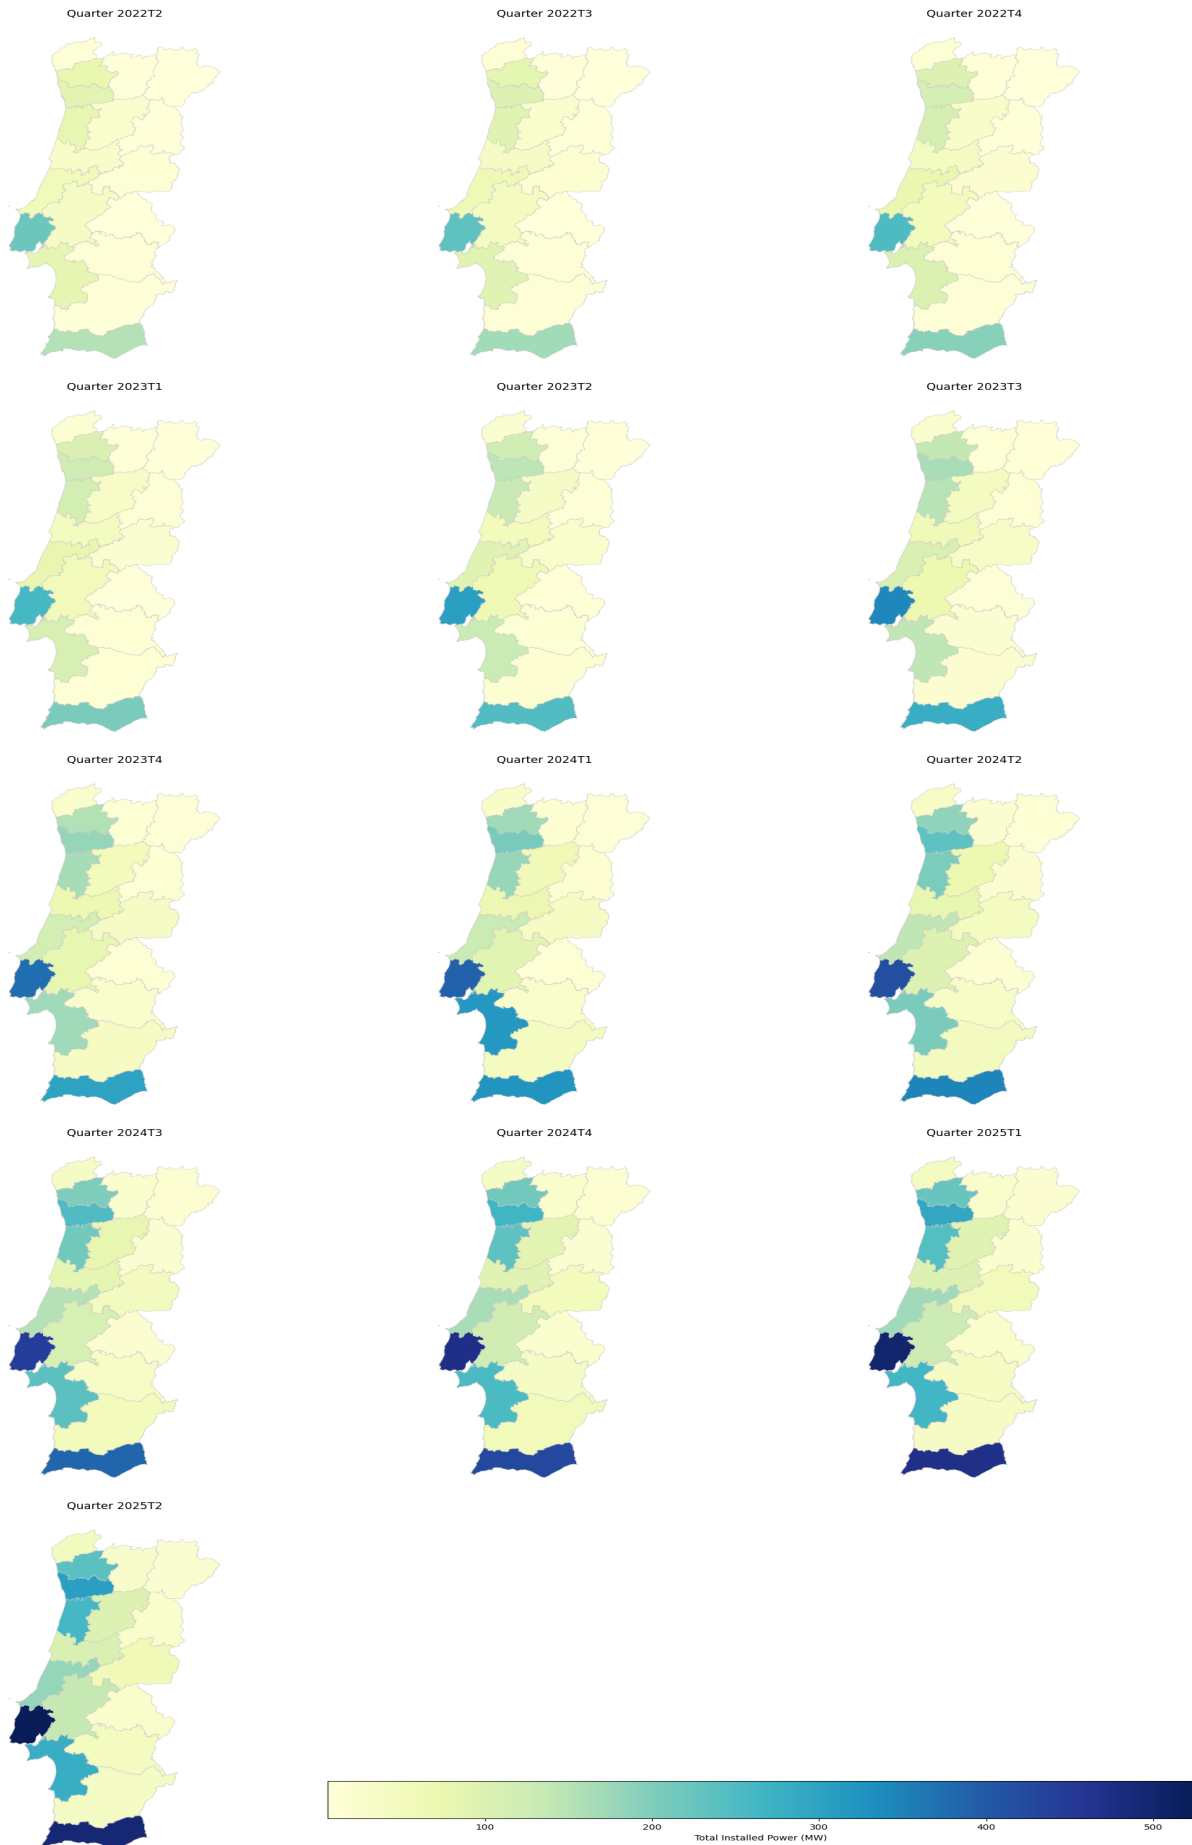 Quarter 2022T2
Quarter 2022T3
Quarter 2022T4
Quarter 2023T1
Quarter 2023T2
Quarter 2023T3
Quarter 2023T4
Quarter 2024T1
Quarter 2024T2
Quarter 2024T3
Quarter 2024T4
Quarter 2025T1
Quarter 2025T2
100 200 300 400 500
Total Installed Power (MW)